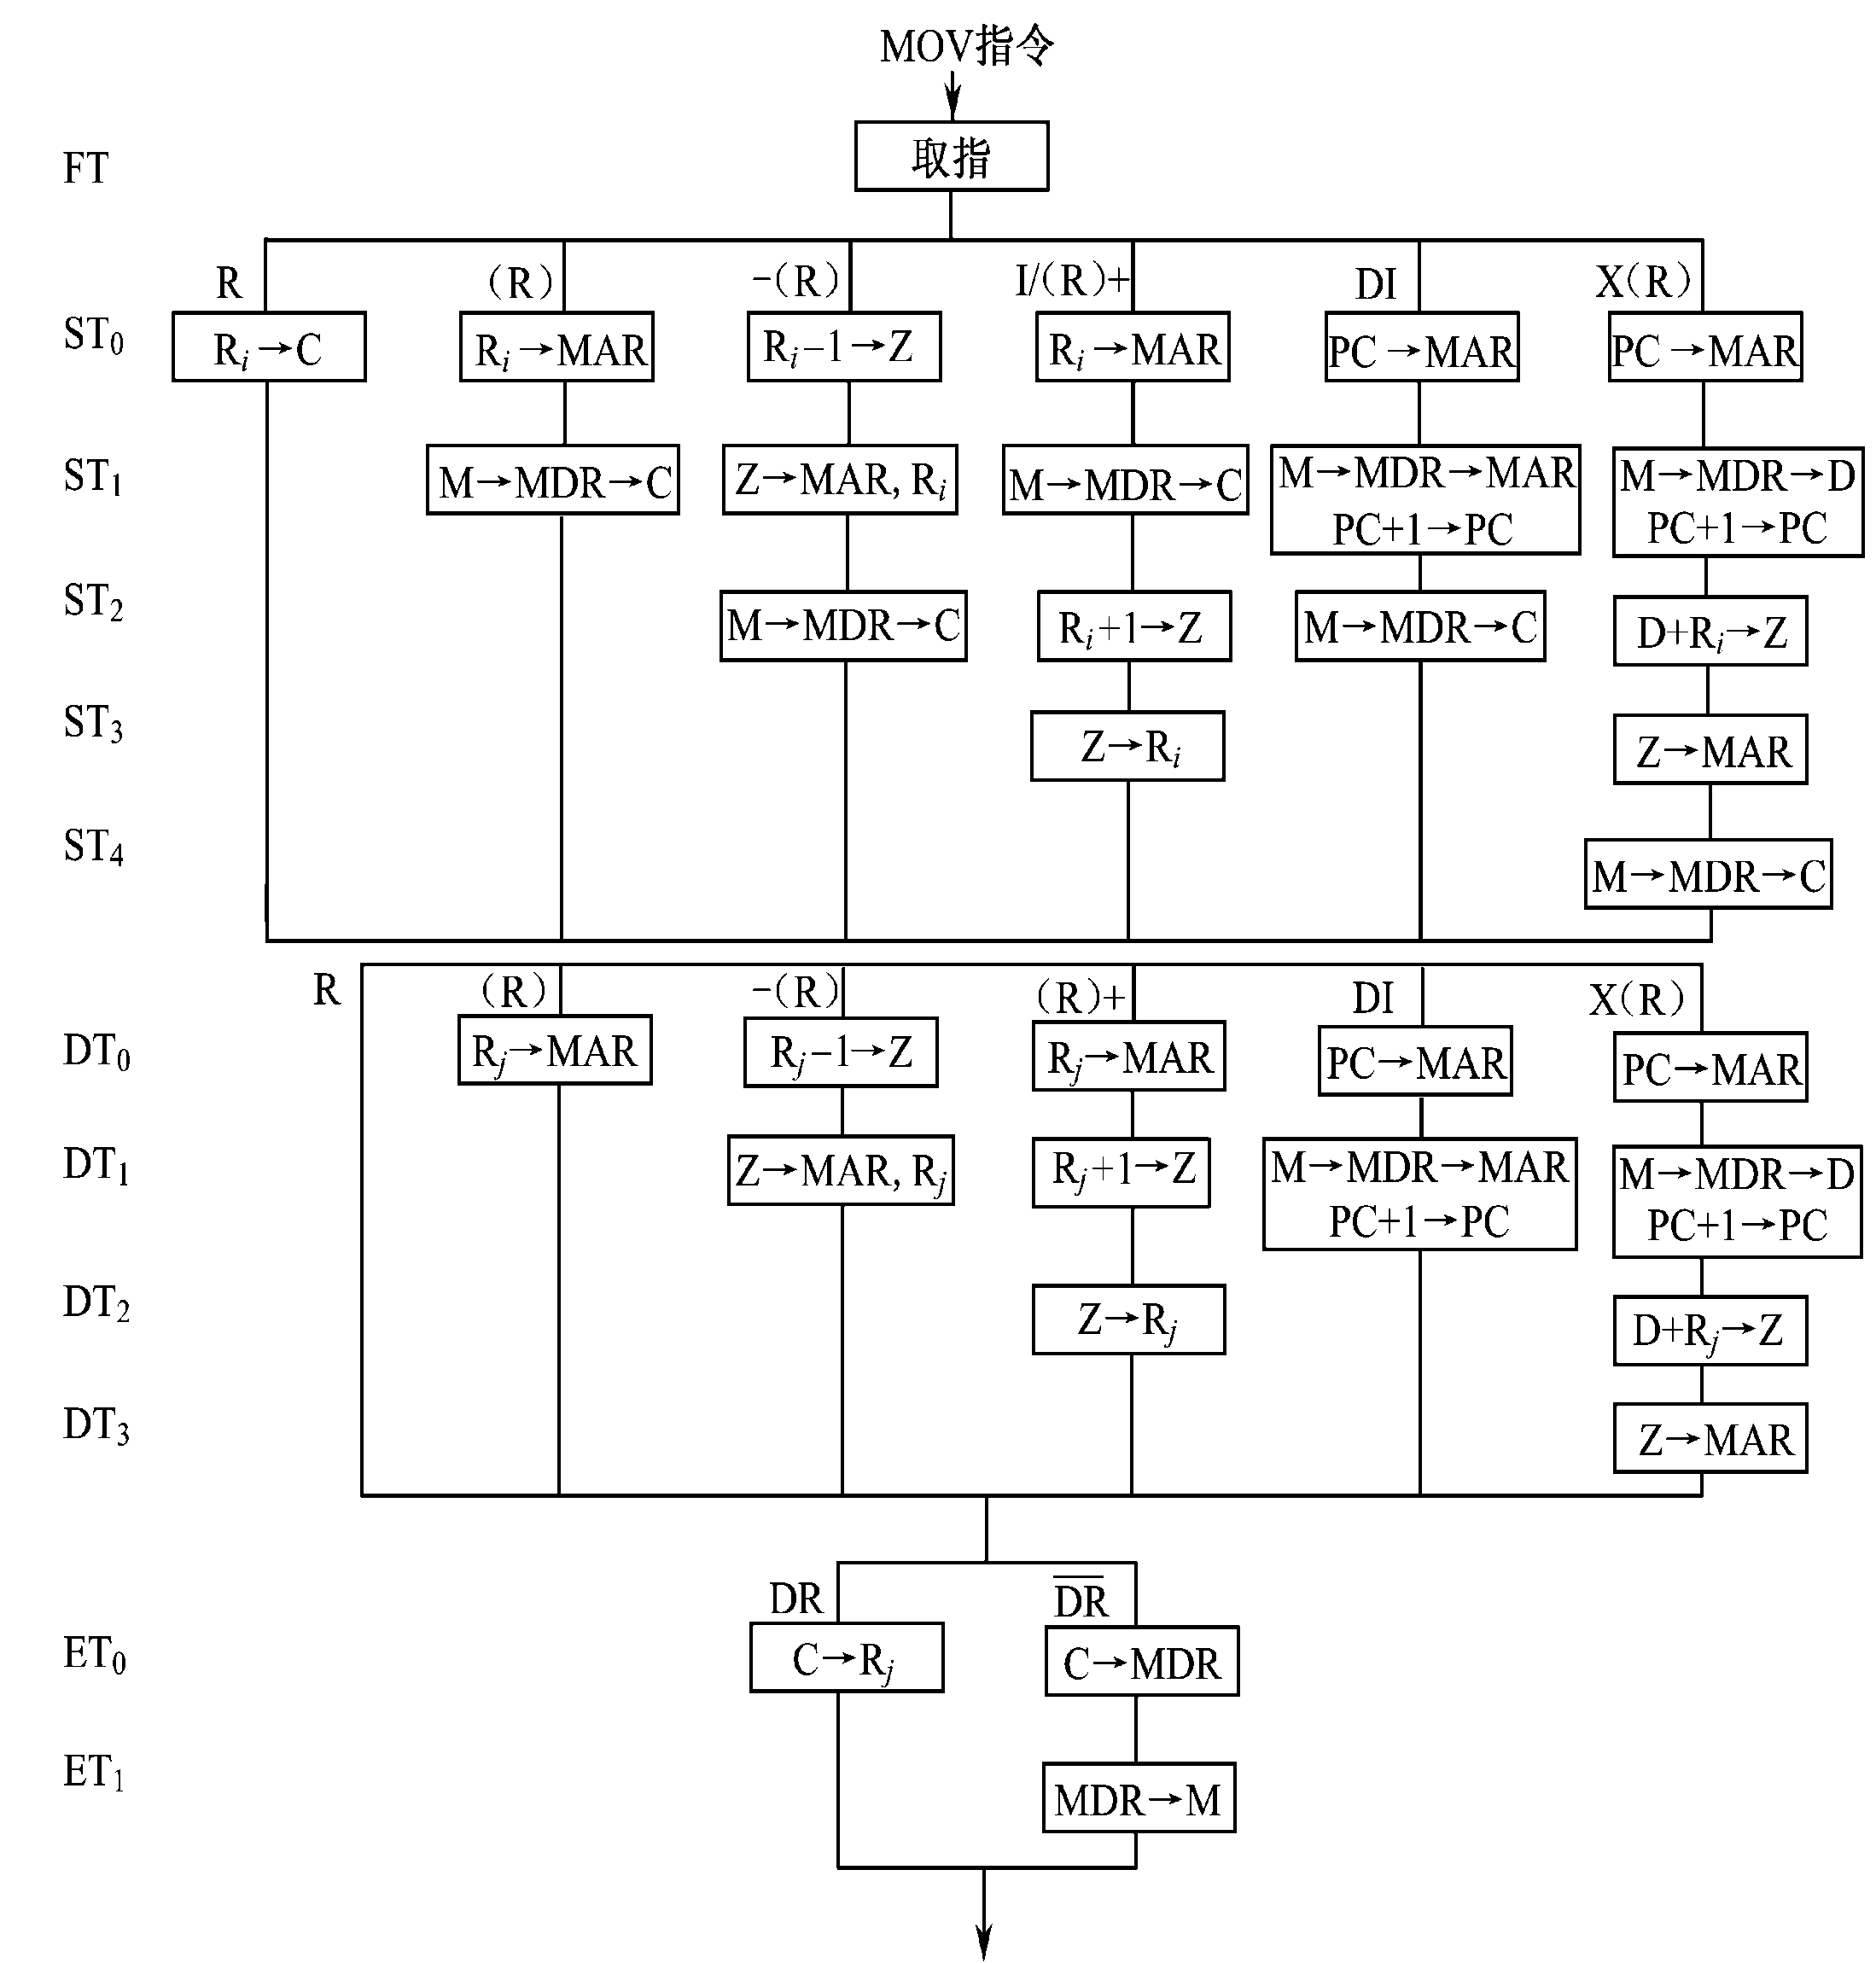 MOV指令
FT
取指
R
(R)
-(R)
I/(R)+
DI
X(R)
ST₀
Rᵢ→C
Rᵢ→MAR
Rᵢ-1→Z
Rᵢ→MAR
PC→MAR
PC→MAR
ST₁
M→MDR→C
Z→MAR, Rᵢ
M→MDR→C
M→MDR→MAR
PC+1→PC
M→MDR→D
PC+1→PC
ST₂
M→MDR→C
Rᵢ+1→Z
M→MDR→C
D+Rᵢ→Z
ST₃
Z→Rᵢ
Z→MAR
ST₄
M→MDR→C
R
(R)
-(R)
(R)+
DI
X(R)
DT₀
Rⱼ→MAR
Rⱼ-1→Z
Rⱼ→MAR
PC→MAR
PC→MAR
DT₁
Z→MAR, Rⱼ
Rⱼ+1→Z
M→MDR→MAR
PC+1→PC
M→MDR→D
PC+1→PC
DT₂
Z→Rⱼ
D+Rⱼ→Z
DT₃
Z→MAR
DR
D̅R̅
ET₀
C→Rⱼ
C→MDR
ET₁
MDR→M